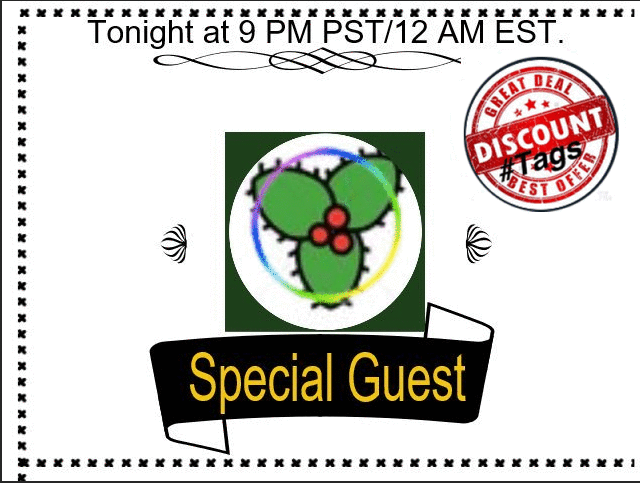 Tonight at 9 PM PST/12 AM EST.
GREAT DEAL
DISCOUNT
#Tags
BEST OFFER
Special Guest